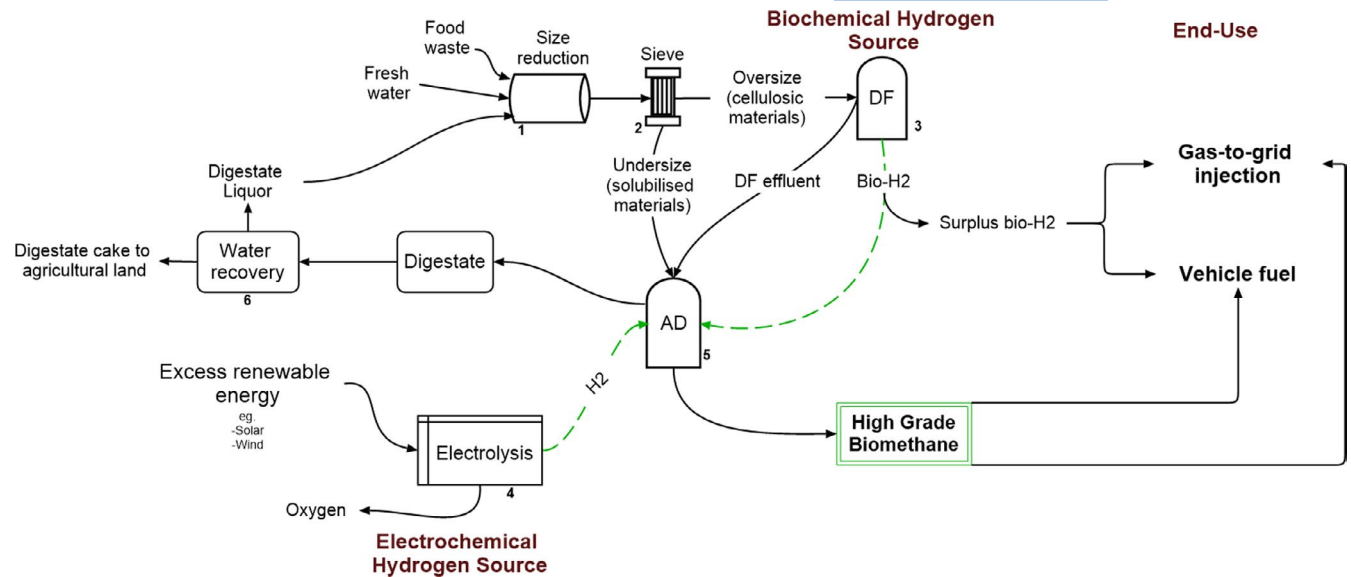 Biochemical Hydrogen
Source
End-Use
Food
waste
Size
reduction
Sieve
Fresh
water
Oversize
(cellulosic
materials)
DF
1
2
3
Undersize
(solubilised
materials)
DF effluent
Bio-H2
Gas-to-grid
injection
Digestate
Liquor
Surplus bio-H2
Digestate cake to
agricultural land
Water
recovery
6
Digestate
Vehicle fuel
AD
5
Excess renewable
energy
eg.
-Solar
-Wind
H2
High Grade
Biomethane
Electrolysis
4
Oxygen
Electrochemical
Hydrogen Source